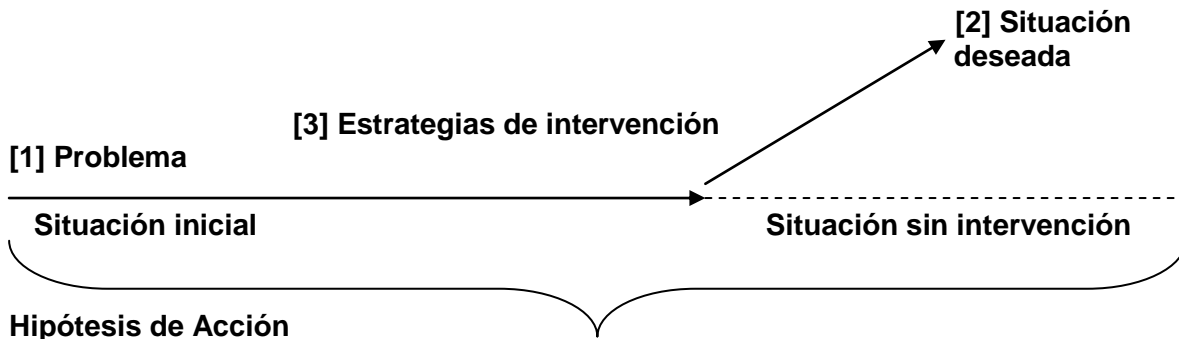 [2] Situación
deseada
[3] Estrategias de intervención
[1] Problema
Situación inicial
Situación sin intervención
Hipótesis de Acción